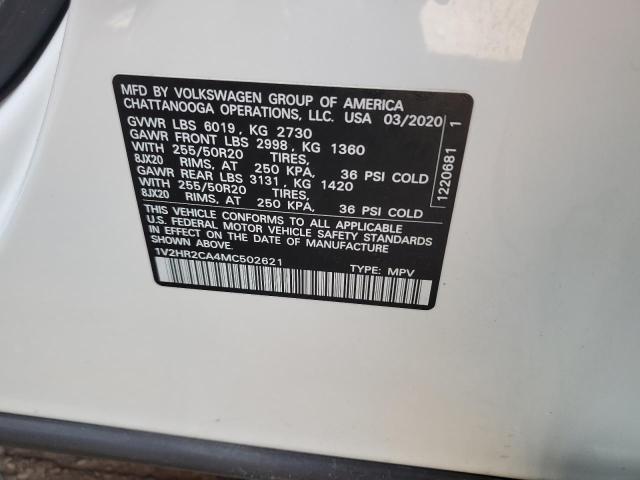 MFD BY VOLKSWAGEN GROUP OF AMERICA
CHATTANOOGA OPERATIONS, LLC. USA 03/2020
GVWR LBS 6019, KG 2730
GAWR FRONT LBS 2998, KG 1360
WITH 255/50R20 TIRES,
8JX20 RIMS, AT 250 KPA, 36 PSI COLD
GAWR REAR LBS 3131, KG 1420
WITH 255/50R20 TIRES,
8JX20 RIMS, AT 250 KPA, 36 PSI COLD
THIS VEHICLE CONFORMS TO ALL APPLICABLE
U.S. FEDERAL MOTOR VEHICLE SAFETY STANDARDS
IN EFFECT ON THE DATE OF MANUFACTURE
SHOWN ABOVE.
1V2HR2CA4MC502621 TYPE: MPV
1220681 1